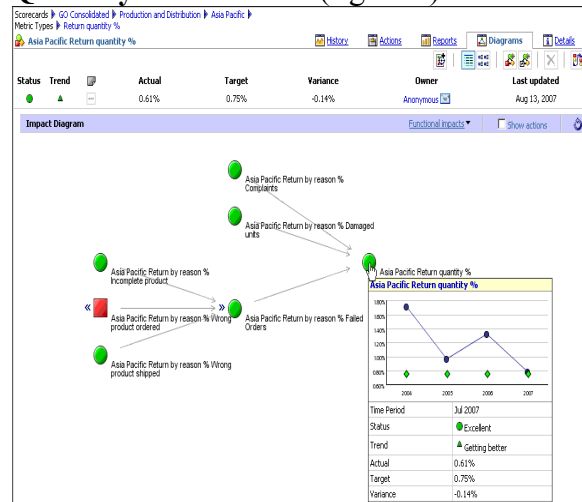 Scorecards GO Consolidated Production and Distribution Asia Pacific
Metric Types Return quantity %
Asia Pacific Return quantity %
History Actions Reports Diagrams Details
Status Trend Actual Target Variance Owner Last updated
0.61% 0.75% -0.14% Anonymous Aug 13, 2007
Impact Diagram Functional impacts Show actions
Asia Pacific Return by reason %
Complaints
Asia Pacific Return by reason % Damaged
units
Asia Pacific Return quantity %
Asia Pacific Return by reason %
Incomplete product
Asia Pacific Return by reason % Wrong
product ordered
Asia Pacific Return by reason % Failed
Orders
Asia Pacific Return by reason % Wrong
product shipped
Asia Pacific Return quantity %
1.80%
1.60%
1.40%
1.20%
1.00%
0.80%
0.60%
2004 2005 2006 2007
Time Period Jul 2007
Status Excellent
Trend Getting better
Actual 0.61%
Target 0.75%
Variance -0.14%